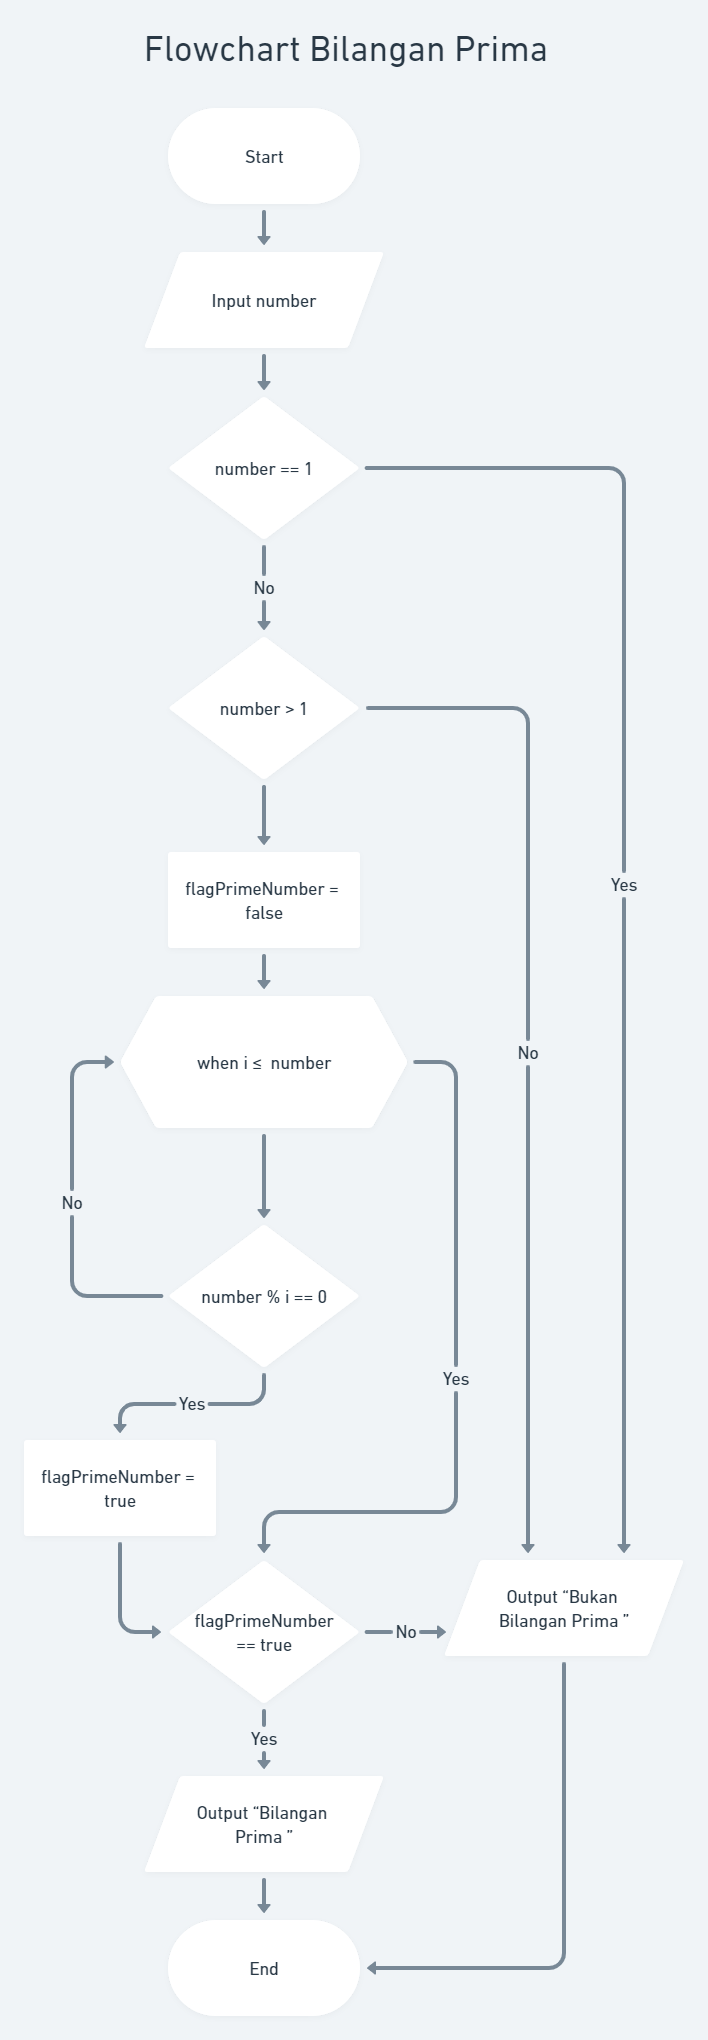 Flowchart Bilangan Prima
Start
Input number
number == 1
No
number > 1
flagPrimeNumber =
false
Yes
No
when i ≤  number
No
number % i == 0
Yes
Yes
flagPrimeNumber =
true
flagPrimeNumber
== true
No
Output “Bukan
Bilangan Prima ”
Yes
Output “Bilangan
Prima ”
End